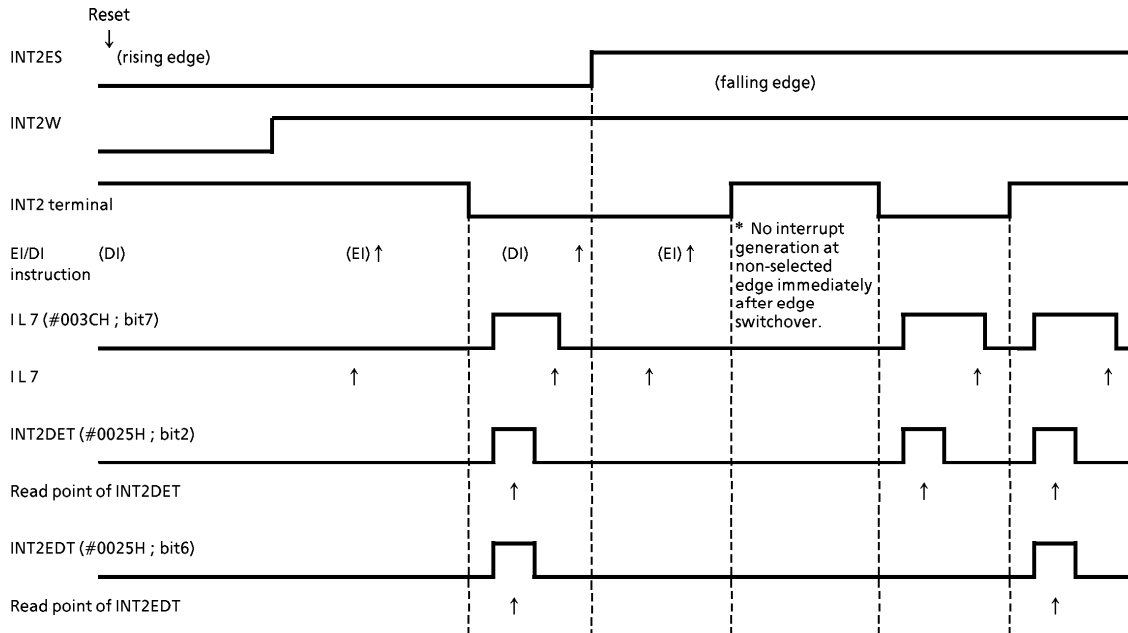 Reset
INT2ES
(rising edge)
(falling edge)
INT2W
INT2 terminal
* No interrupt
generation at
non-selected
edge immediately
after edge
switchover.
EI/DI
instruction
(DI)
(EI)
(DI)
(EI)
IL7 (#003CH ; bit7)
IL7
INT2DET (#0025H ; bit2)
Read point of INT2DET
INT2EDT (#0025H ; bit6)
Read point of INT2EDT